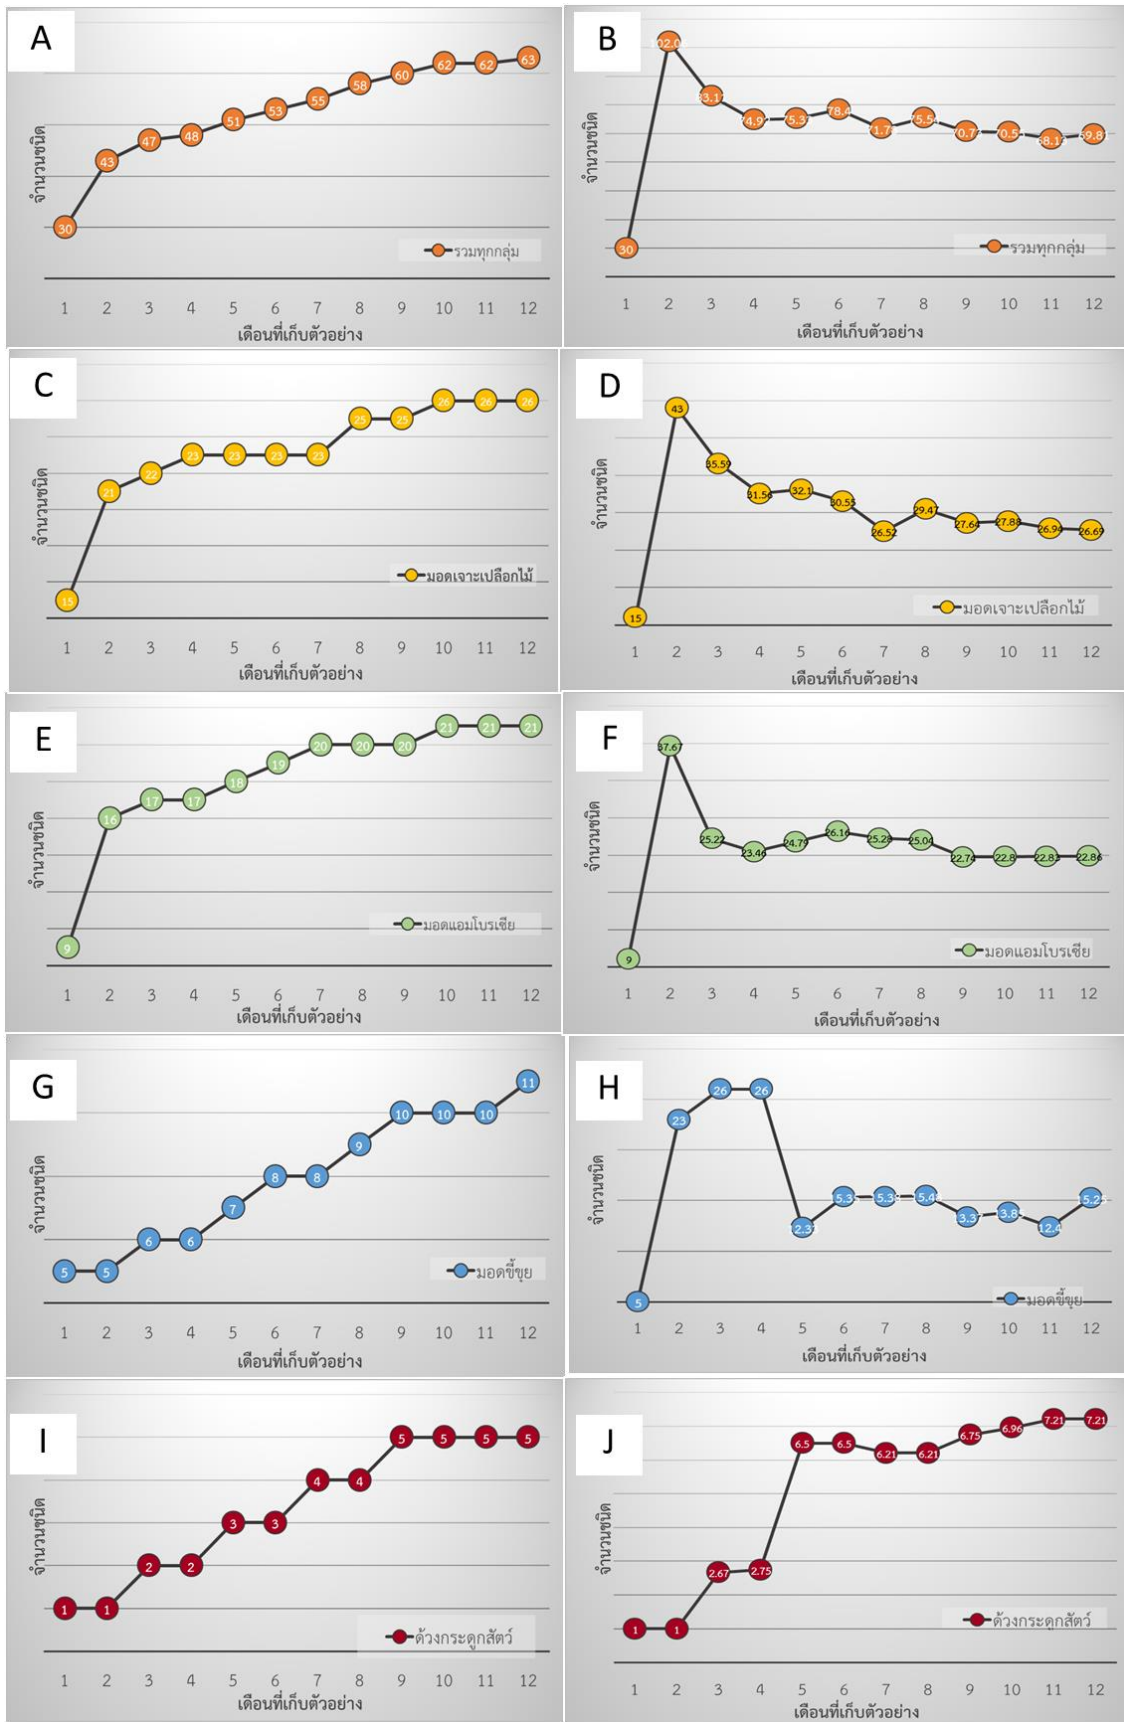 A
จำนวนชนิด
30 43 47 48 51 53 55 58 60 62 62 63
รวมทุกกลุ่ม
1 2 3 4 5 6 7 8 9 10 11 12
เดือนที่เก็บตัวอย่าง
B
จำนวนชนิด
30 75.54
รวมทุกกลุ่ม
1 2 3 4 5 6 7 8 9 10 11 12
เดือนที่เก็บตัวอย่าง
C
จำนวนชนิด
15 21 22 23 23 23 23 25 25 26 26 26
มอดเจาะเปลือกไม้
1 2 3 4 5 6 7 8 9 10 11 12
เดือนที่เก็บตัวอย่าง
D
จำนวนชนิด
15 43 35.59 31.56 32.1 30.55 26.52 29.47 27.64 27.88 26.94 26.69
มอดเจาะเปลือกไม้
1 2 3 4 5 6 7 8 9 10 11 12
เดือนที่เก็บตัวอย่าง
E
จำนวนชนิด
9 16 17 17 18 19 20 20 20 21 21 21
มอดแอมโบรเซีย
1 2 3 4 5 6 7 8 9 10 11 12
เดือนที่เก็บตัวอย่าง
F
จำนวนชนิด
9 37.67 25.22 23.46 24.79 26.16 25.28 25.04 22.74 22.8 22.83 22.86
มอดแอมโบรเซีย
1 2 3 4 5 6 7 8 9 10 11 12
เดือนที่เก็บตัวอย่าง
G
จำนวนชนิด
5 5 6 6 7 8 8 9 10 10 10 11
มอดขี้ขุย
1 2 3 4 5 6 7 8 9 10 11 12
เดือนที่เก็บตัวอย่าง
H
จำนวนชนิด
5 23 26 26
มอดขี้ขุย
1 2 3 4 5 6 7 8 9 10 11 12
เดือนที่เก็บตัวอย่าง
I
จำนวนชนิด
1 1 2 2 3 3 4 4 5 5 5 5
ด้วงกระดูกสัตว์
1 2 3 4 5 6 7 8 9 10 11 12
เดือนที่เก็บตัวอย่าง
J
จำนวนชนิด
1 1 2.67 2.75 6.5 6.5 6.21 6.21 6.75 6.96 7.21 7.21
ด้วงกระดูกสัตว์
1 2 3 4 5 6 7 8 9 10 11 12
เดือนที่เก็บตัวอย่าง